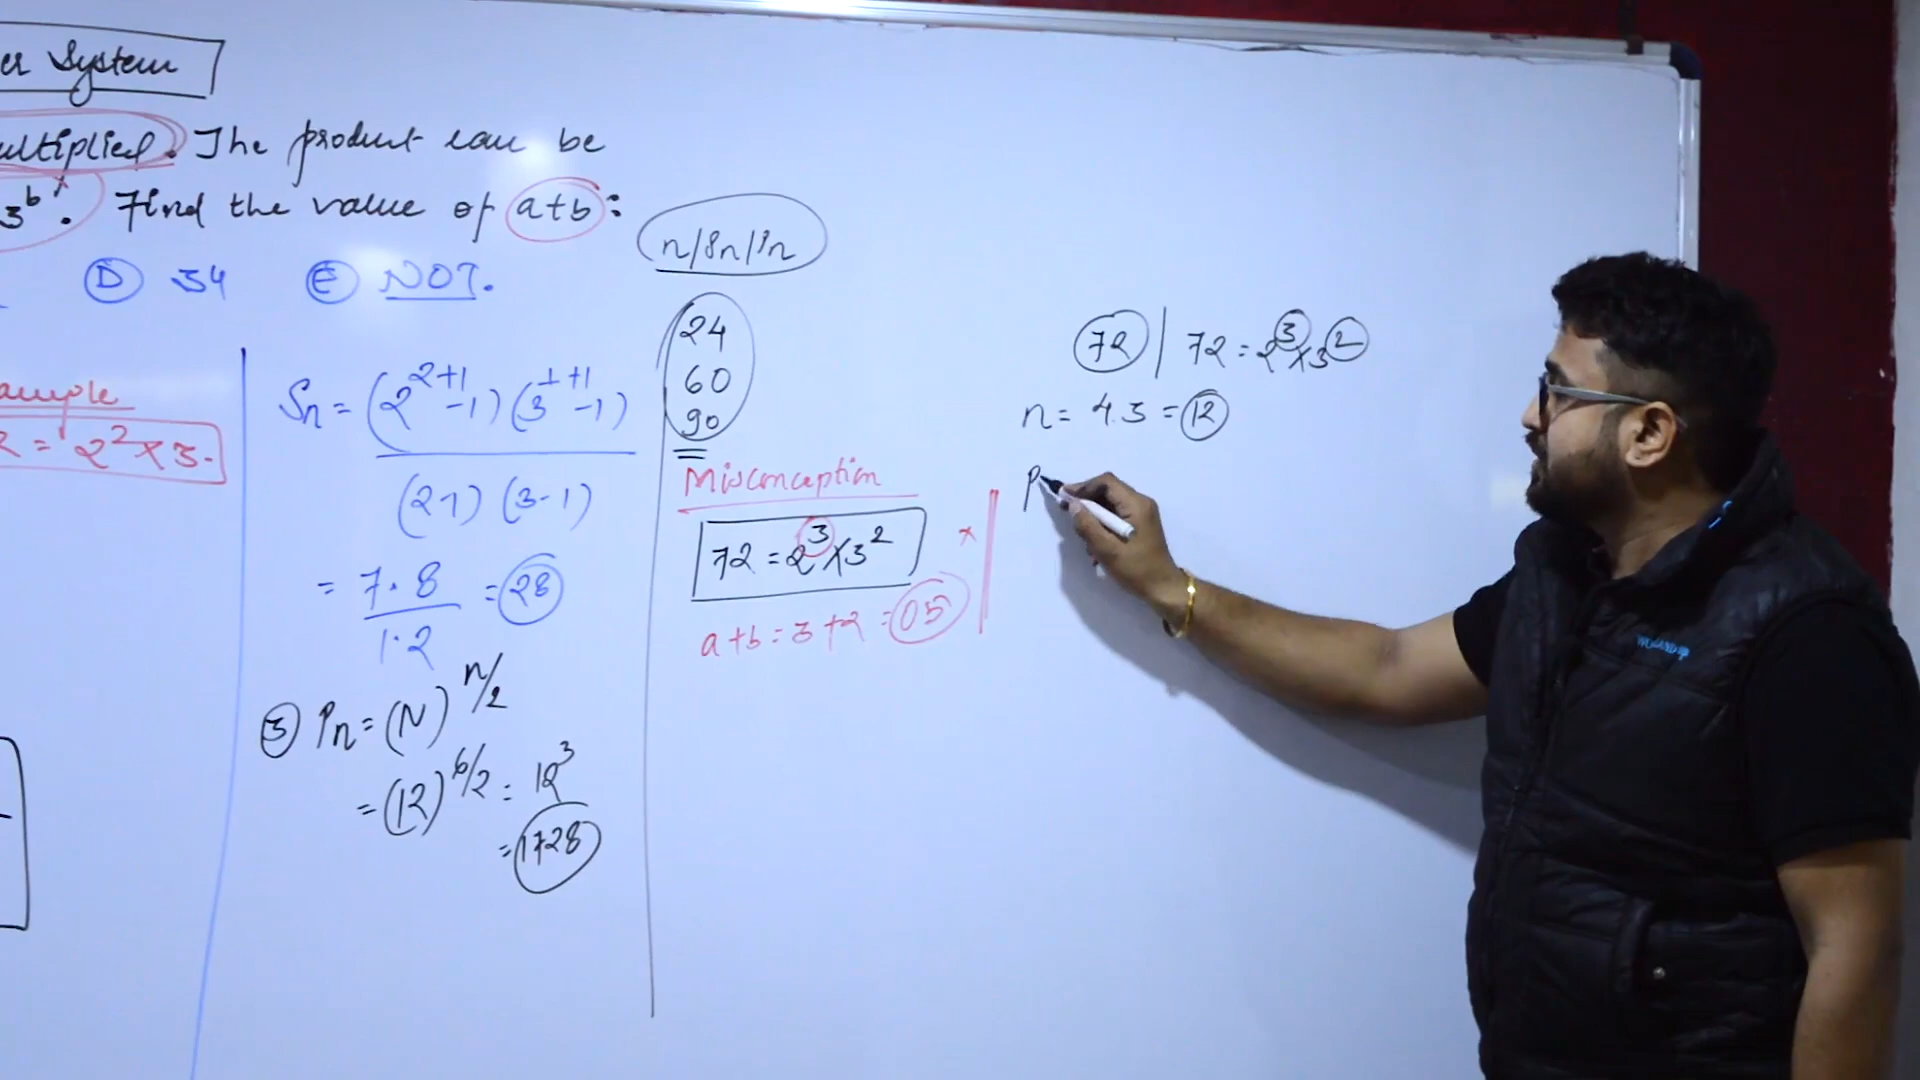 er System
ultiplied. The product can be
3^b. Find the value of a+b:
D 34 E NOT.
n/Sn/Pn
24
60
90
ample
2 = 2^2 × 3.
Sn = (2^{2+1} -1) (3^{1+1} -1)
(2-1) (3-1)
= 7.8 = 28
1.2
3 Pn = (N)^{n/2}
= (12)^{6/2} = 12^3
= 1728
Misconception
72 = 2^3 × 3^2 ×
a+b = 3+2 = 05
72 | 72 = 2^3 × 3^2
n = 4.3 = 12
P